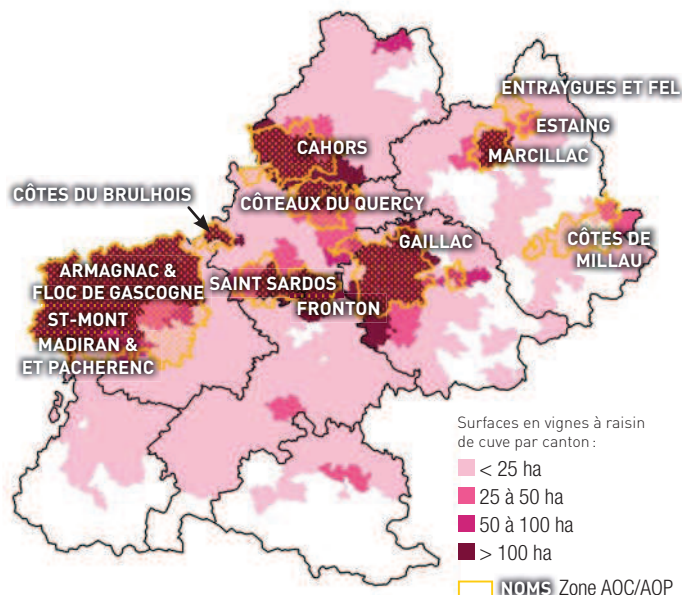 ENTRAYGUES ET FEL
ESTAING
CAHORS
MARCILLAC
CÔTES DU BRULHOIS
CÔTEAUX DU QUERCY
GAILLAC
CÔTES DE
MILLAU
ARMAGNAC &
FLOC DE GASCOGNE
SAINT SARDOS
FRONTON
ST-MONT
MADIRAN &
ET PACHERENC
Surfaces en vignes à raisin
de cuve par canton :
< 25 ha
25 à 50 ha
50 à 100 ha
> 100 ha
NOMS Zone AOC/AOP